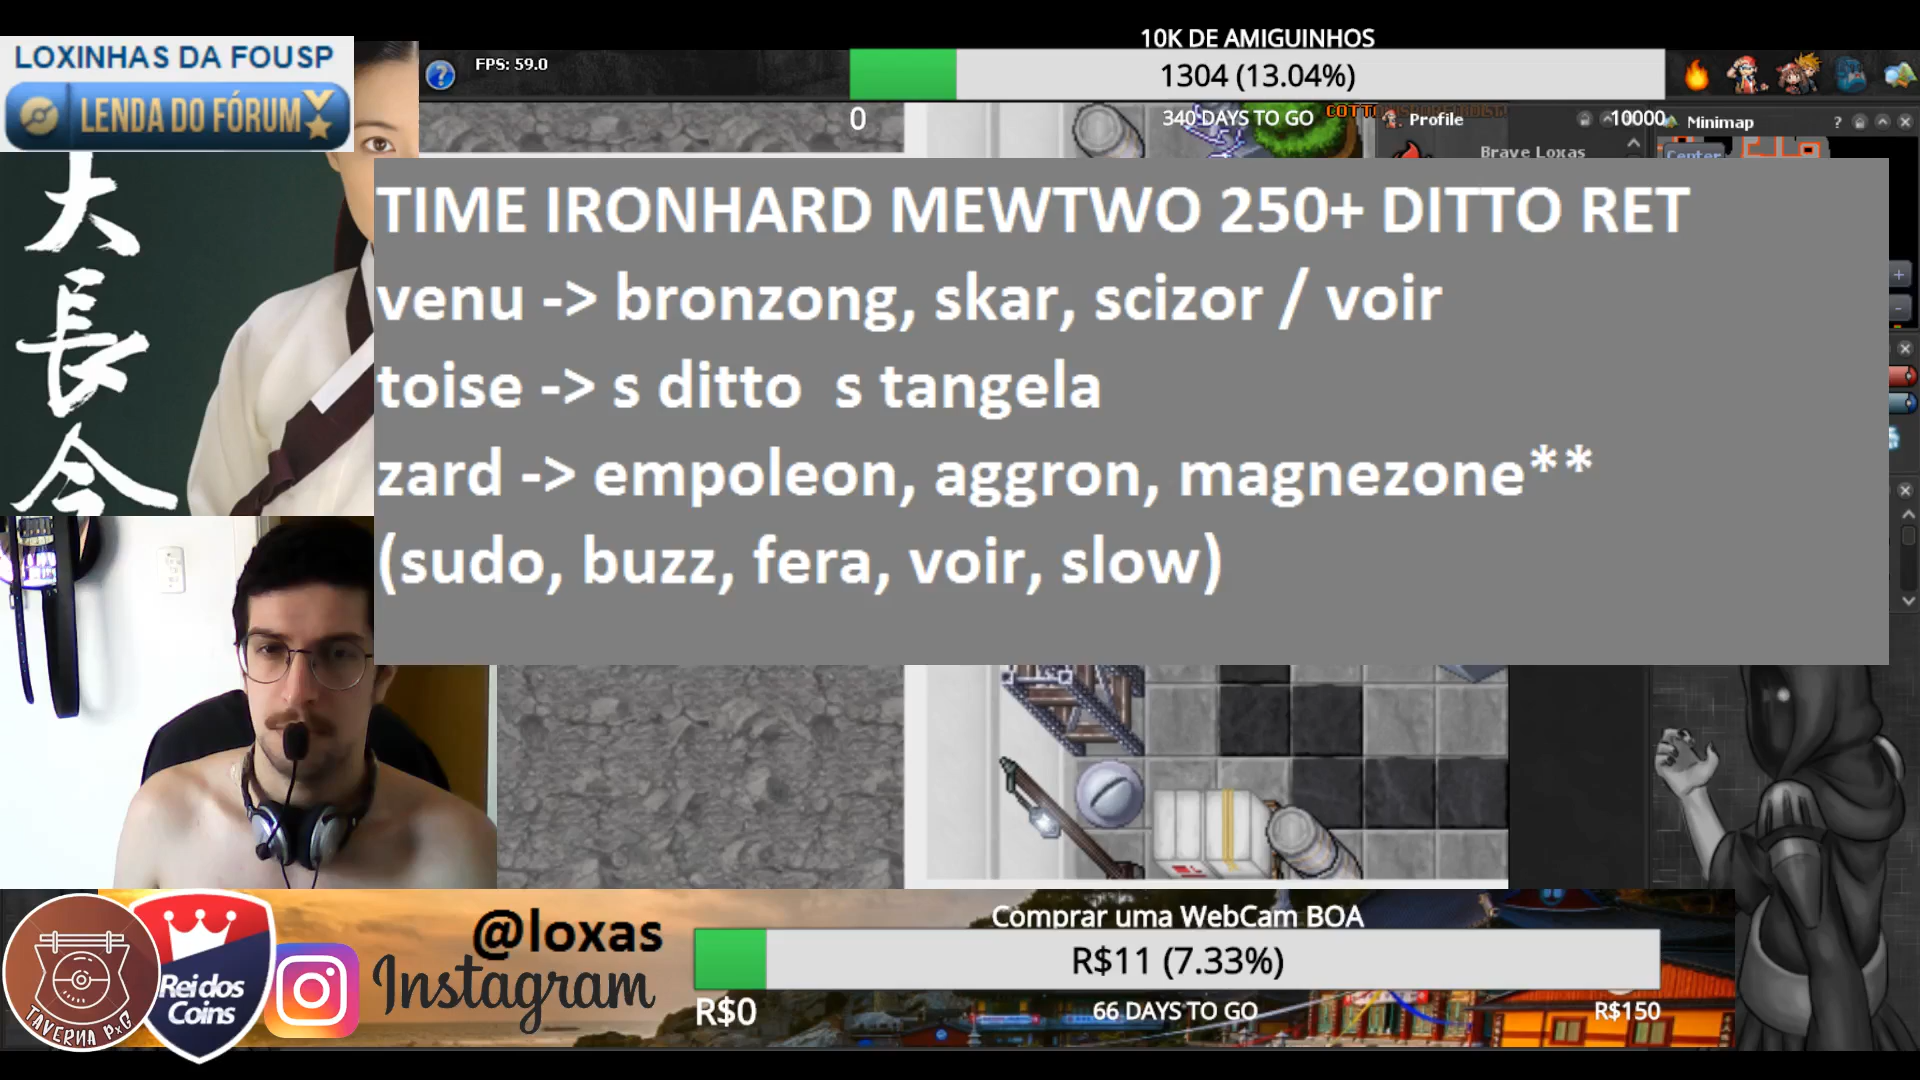 10K DE AMIGUINHOS
LOXINHAS DA FOUSP
FPS: 59.0
1304 (13.04%)
LENDA DO FÓRUM
0
340 DAYS TO GO
Profile
10000
Minimap
?
Brave Loxas
Center
大
長
今
TIME IRONHARD MEWTWO 250+ DITTO RET
venu -> bronzong, skar, scizor / voir
toise -> s ditto s tangela
zard -> empoleon, aggron, magnezone**
(sudo, buzz, fera, voir, slow)
@loxas
Instagram
Comprar uma WebCam BOA
R$11 (7.33%)
R$0
66 DAYS TO GO
R$150
Rei dos
Coins
TAVERNA PxG